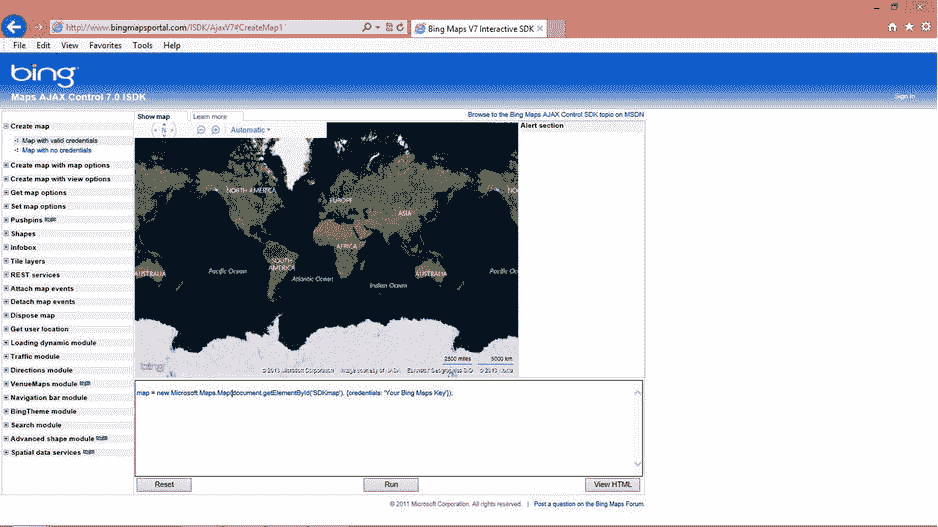 http://www.bingmapsportal.com/ISDK/AjaxV7#CreateMap1
Bing Maps V7 Interactive SDK
File Edit View Favorites Tools Help
bing
Maps AJAX Control 7.0 ISDK
Sign in
Show map
Learn more
Browse to the Bing Maps AJAX Control SDK topic on MSDN
Create map
Map with valid credentials
Map with no credentials
Create map with map options
Create map with view options
Get map options
Set map options
Pushpins
Shapes
Infobox
Tile layers
REST services
Attach map events
Detach map events
Dispose map
Get user location
Loading dynamic module
Traffic module
Directions module
VenueMaps module
Navigation bar module
BingTheme module
Search module
Advanced shape module
Spatial data services
N
Automatic
Alert section
NORTH AMERICA
EUROPE
ASIA
AFRICA
SOUTH AMERICA
AUSTRALIA
AUSTRALIA
Pacific Ocean
Atlantic Ocean
Indian Ocean
Pacific Oc
NO
2500 miles
5000 km
bing
© 2013 Microsoft Corporation
Image courtesy of NASA
Earthstar Geographics SIO
© 2013 Nokia
map = new Microsoft.Maps.Map(document.getElementById('SDKmap'), {credentials: 'Your Bing Maps Key'});
Reset
Run
View HTML
© 2011 Microsoft Corporation. All rights reserved. | Post a question on the Bing Maps Forum.